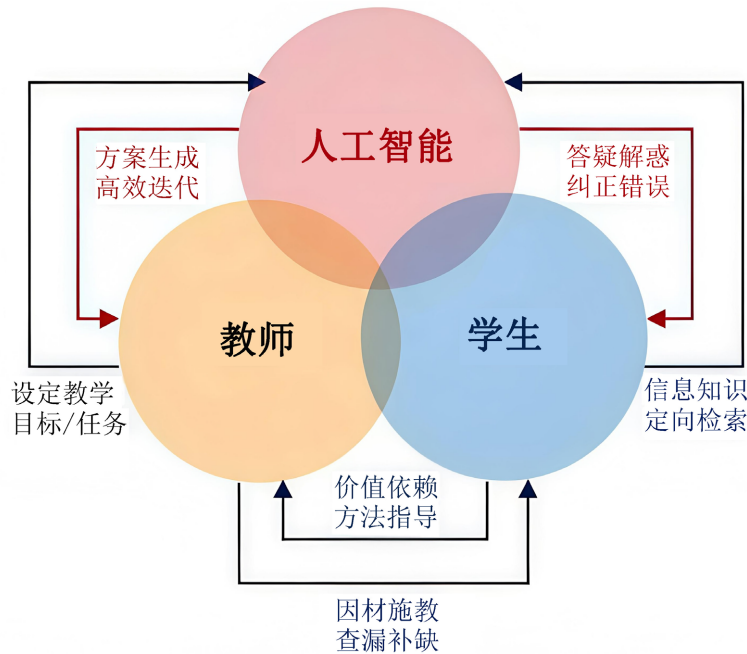 人工智能
方案生成
高效迭代
答疑解惑
纠正错误
教师
学生
设定教学
目标/任务
信息知识
定向检索
价值依赖
方法指导
因材施教
查漏补缺